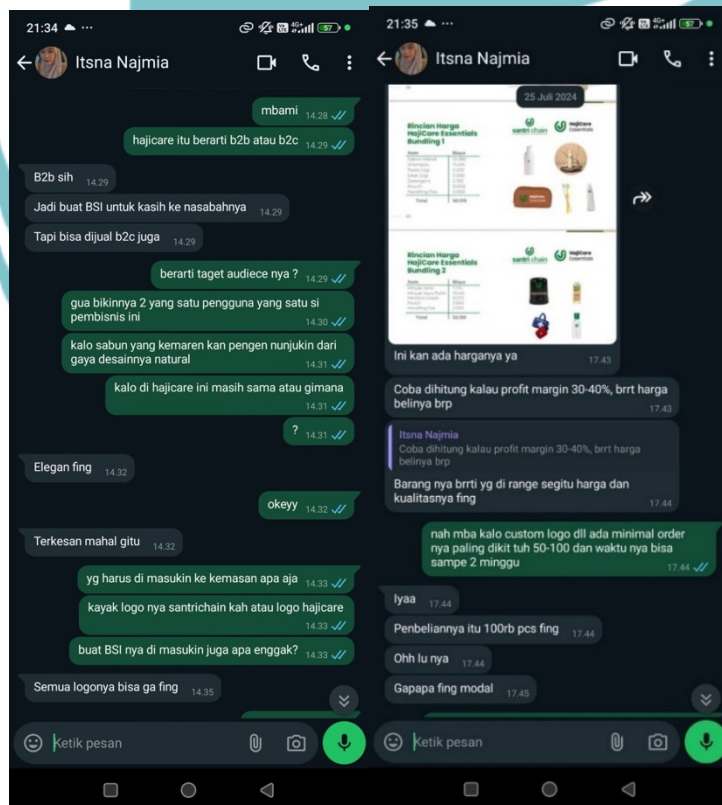 21:34
Itsna Najmia
mbami 14.28
hajicare itu berarti b2b atau b2c 14.29
B2b sih 14.29
Jadi buat BSI untuk kasih ke nasabahnya 14.29
Tapi bisa dijual b2c juga 14.29
berarti taget audiece nya ? 14.29
gua bikinnya 2 yang satu pengguna yang satu si
pembisnis ini 14.30
kalo sabun yang kemaren kan pengen nunjukin dari
gaya desainnya natural 14.31
kalo di hajicare ini masih sama atau gimana
14.31
? 14.31
Elegan fing 14.32
okeyy 14.32
Terkesan mahal gitu 14.32
yg harus di masukin ke kemasan apa aja 14.33
kayak logo nya santrichain kah atau logo hajicare
14.33
buat BSI nya di masukin juga apa enggak? 14.33
Semua logonya bisa ga fing 14.35
Ketik pesan
21:35
Itsna Najmia
25 Juli 2024
Rincian Harga
HajiCare Essentials
Bundling 1
santri chain
HajiCare
Essentials
Total
Rincian Harga
HajiCare Essentials
Bundling 2
santri chain
HajiCare
Essentials
Total
Ini kan ada harganya ya 17.43
Coba dihitung kalau profit margin 30-40%, brrt harga
belinya brp 17.43
Itsna Najmia
Coba dihitung kalau profit margin 30-40%, brrt harga
belinya brp
Barang nya brrti yg di range segitu harga dan
kualitasnya fing 17.44
nah mba kalo custom logo dll ada minimal order
nya paling dikit tuh 50-100 dan waktu nya bisa
sampe 2 minggu 17.44
Iyaa 17.44
Penbeliannya itu 100rb pcs fing 17.44
Ohh lu nya 17.44
Gapapa fing modal 17.45
Ketik pesan